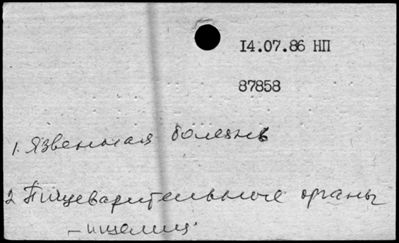 14.07.86 НП
87858
1. Язвенная болезнь
2 Пищеварительные органы